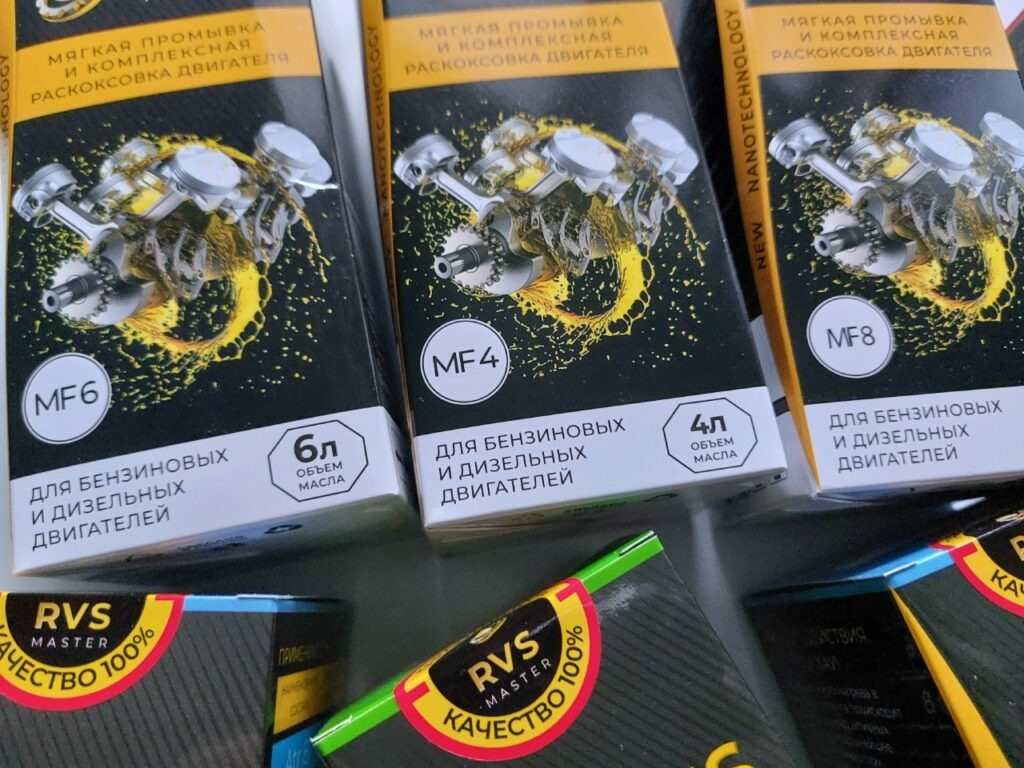 МЯГКАЯ ПРОМЫВКА
И КОМПЛЕКСНАЯ
РАСКОКСОВКА ДВИГАТЕЛЯ
MF6
ДЛЯ БЕНЗИНОВЫХ
И ДИЗЕЛЬНЫХ
ДВИГАТЕЛЕЙ
6л
ОБЪЕМ
МАСЛА
МЯГКАЯ ПРОМЫВКА
И КОМПЛЕКСНАЯ
РАСКОКСОВКА ДВИГАТЕЛЯ
NANOTECHNOLOGY
MF4
ДЛЯ БЕНЗИНОВЫХ
И ДИЗЕЛЬНЫХ
ДВИГАТЕЛЕЙ
4л
ОБЪЕМ
МАСЛА
МЯГКАЯ ПРОМЫВКА
И КОМПЛЕКСНАЯ
РАСКОКСОВКА ДВИГАТЕЛЯ
NEW NANOTECHNOLOGY
MF8
ДЛЯ БЕНЗИНОВЫХ
И ДИЗЕЛЬНЫХ
ДВИГАТЕЛЕЙ
RVS
MASTER
КАЧЕСТВО 100%
RVS
MASTER
КАЧЕСТВО 100%